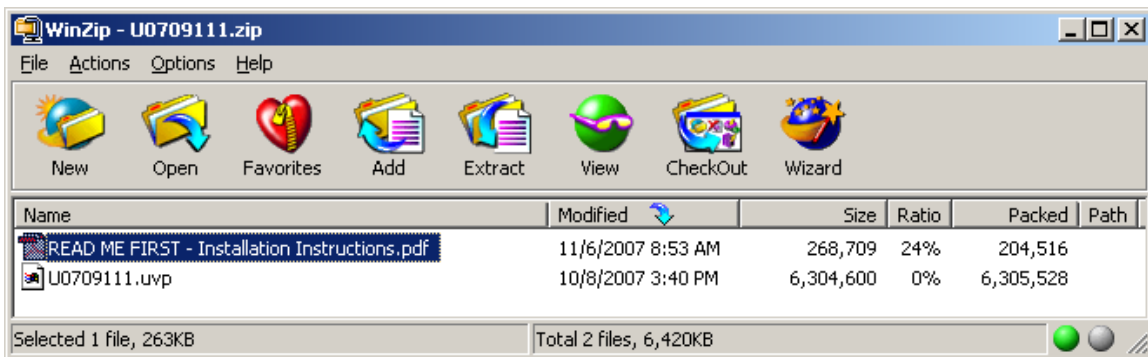 WinZip - U0709111.zip
File Actions Options Help
New Open Favorites Add Extract View CheckOut Wizard
Name Modified Size Ratio Packed Path
READ ME FIRST - Installation Instructions.pdf 11/6/2007 8:53 AM 268,709 24% 204,516
U0709111.uvp 10/8/2007 3:40 PM 6,304,600 0% 6,305,528
Selected 1 file, 263KB Total 2 files, 6,420KB